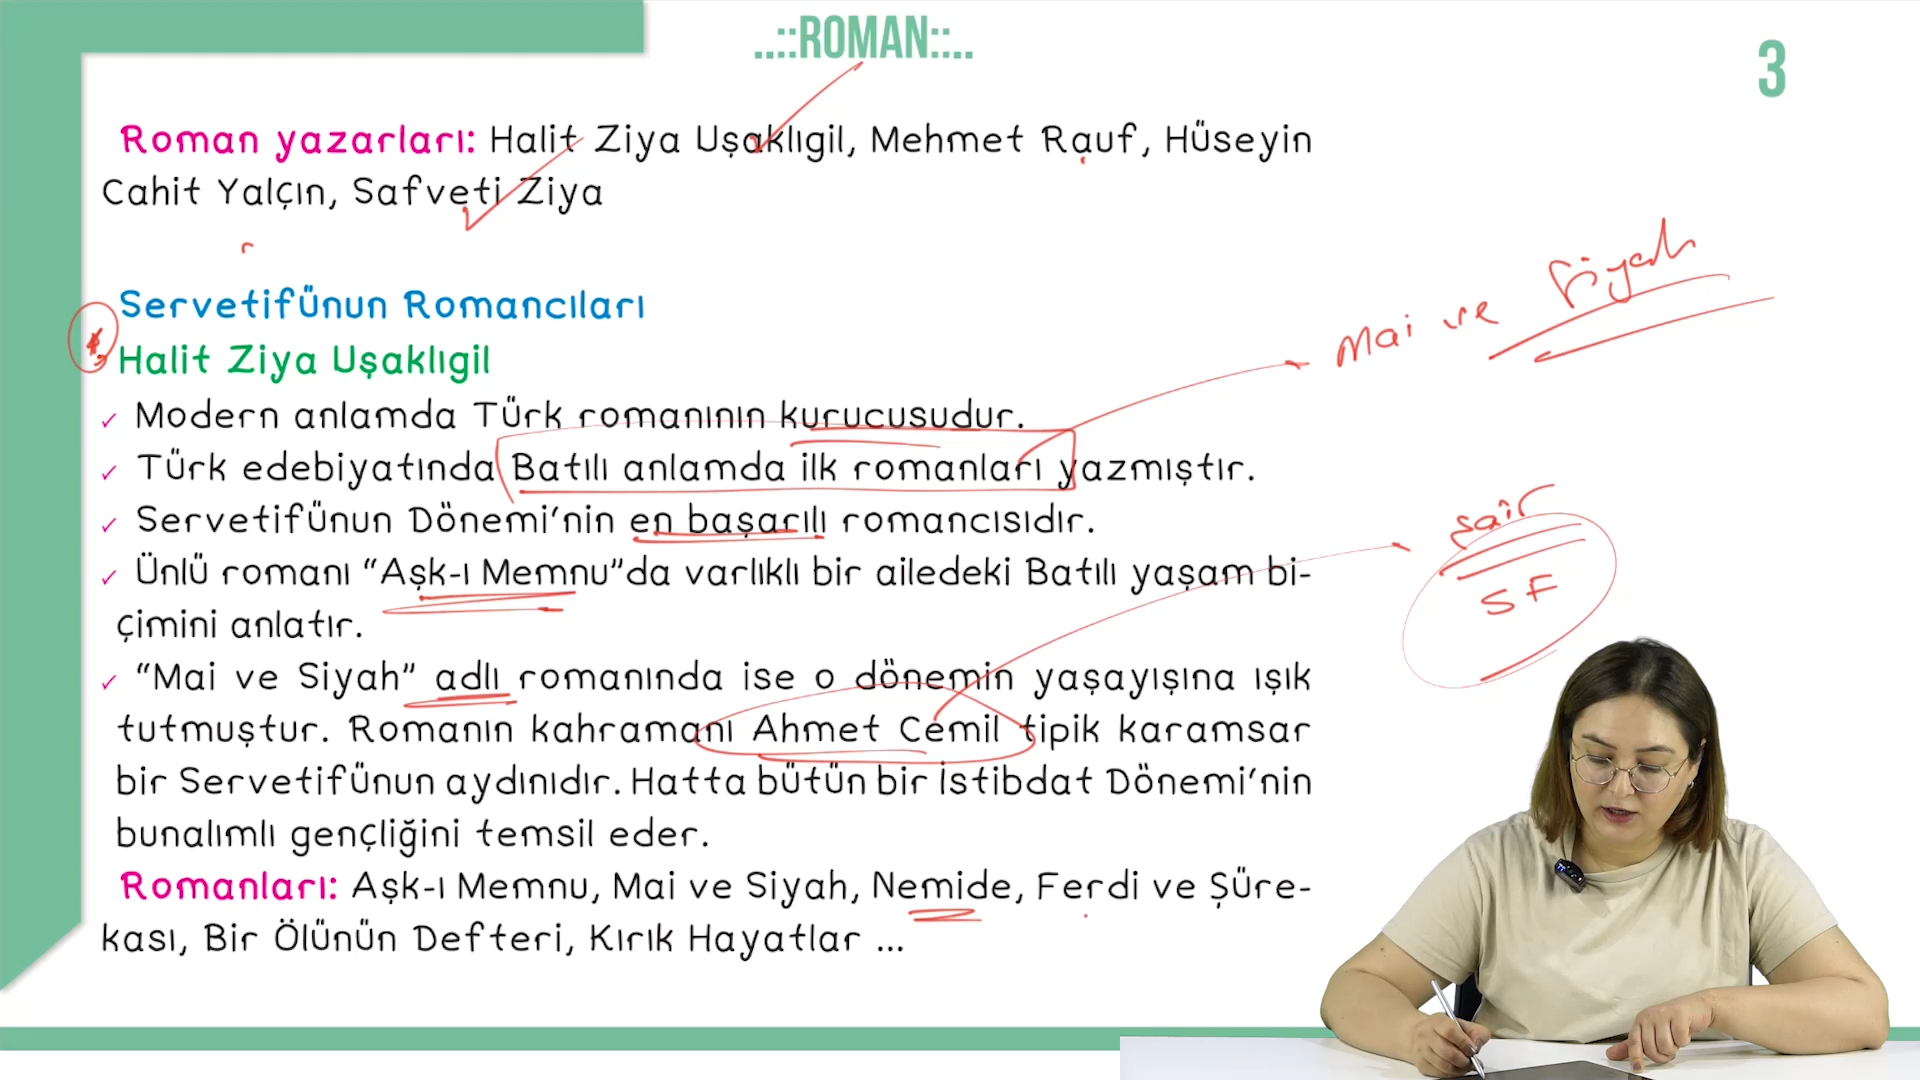 ..::ROMAN::..
3
Roman yazarları: Halit Ziya Uşaklıgil, Mehmet Rauf, Hüseyin
Cahit Yalçın, Safveti Ziya
Servetifünun Romancıları
Halit Ziya Uşaklıgil
✓ Modern anlamda Türk romanının kurucusudur.
✓ Türk edebiyatında Batılı anlamda ilk romanları yazmıştır.
✓ Servetifünun Dönemi’nin en başarılı romancısıdır.
✓ Ünlü romanı “Aşk-ı Memnu”da varlıklı bir ailedeki Batılı yaşam bi-
çimini anlatır.
✓ “Mai ve Siyah” adlı romanında ise o dönemin yaşayışına ışık
tutmuştur. Romanın kahramanı Ahmet Cemil tipik karamsar
bir Servetifünun aydınıdır. Hatta bütün bir İstibdat Dönemi’nin
bunalımlı gençliğini temsil eder.
Romanları: Aşk-ı Memnu, Mai ve Siyah, Nemide, Ferdi ve Şüre-
kası, Bir Ölünün Defteri, Kırık Hayatlar ...
Mai ve Siyah
şair
SF